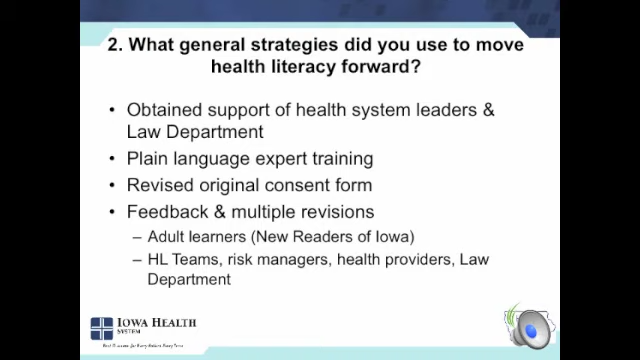 2. What general strategies did you use to move
health literacy forward?
• Obtained support of health system leaders &
Law Department
• Plain language expert training
• Revised original consent form
• Feedback & multiple revisions
– Adult learners (New Readers of Iowa)
– HL Teams, risk managers, health providers, Law
Department
IOWA HEALTH
SYSTEM